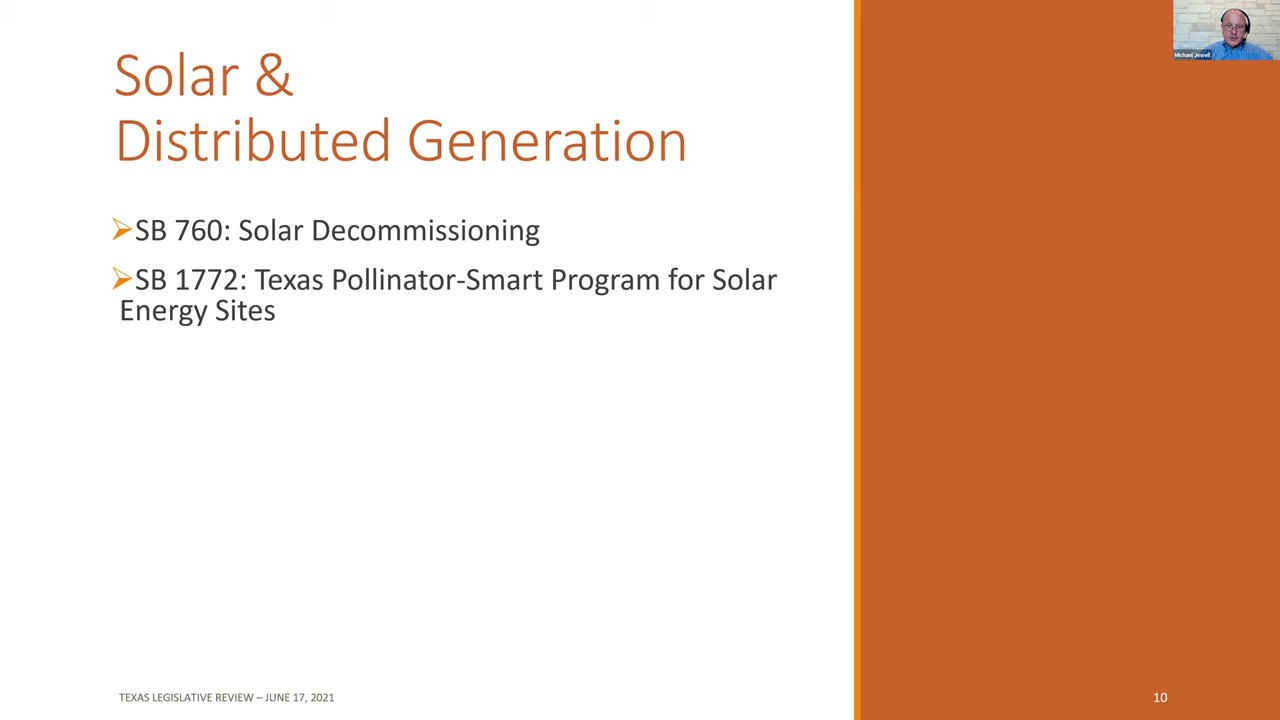 Solar &
Distributed Generation
➢SB 760: Solar Decommissioning
➢SB 1772: Texas Pollinator-Smart Program for Solar
Energy Sites
TEXAS LEGISLATIVE REVIEW – JUNE 17, 2021
10
Michael Jewell